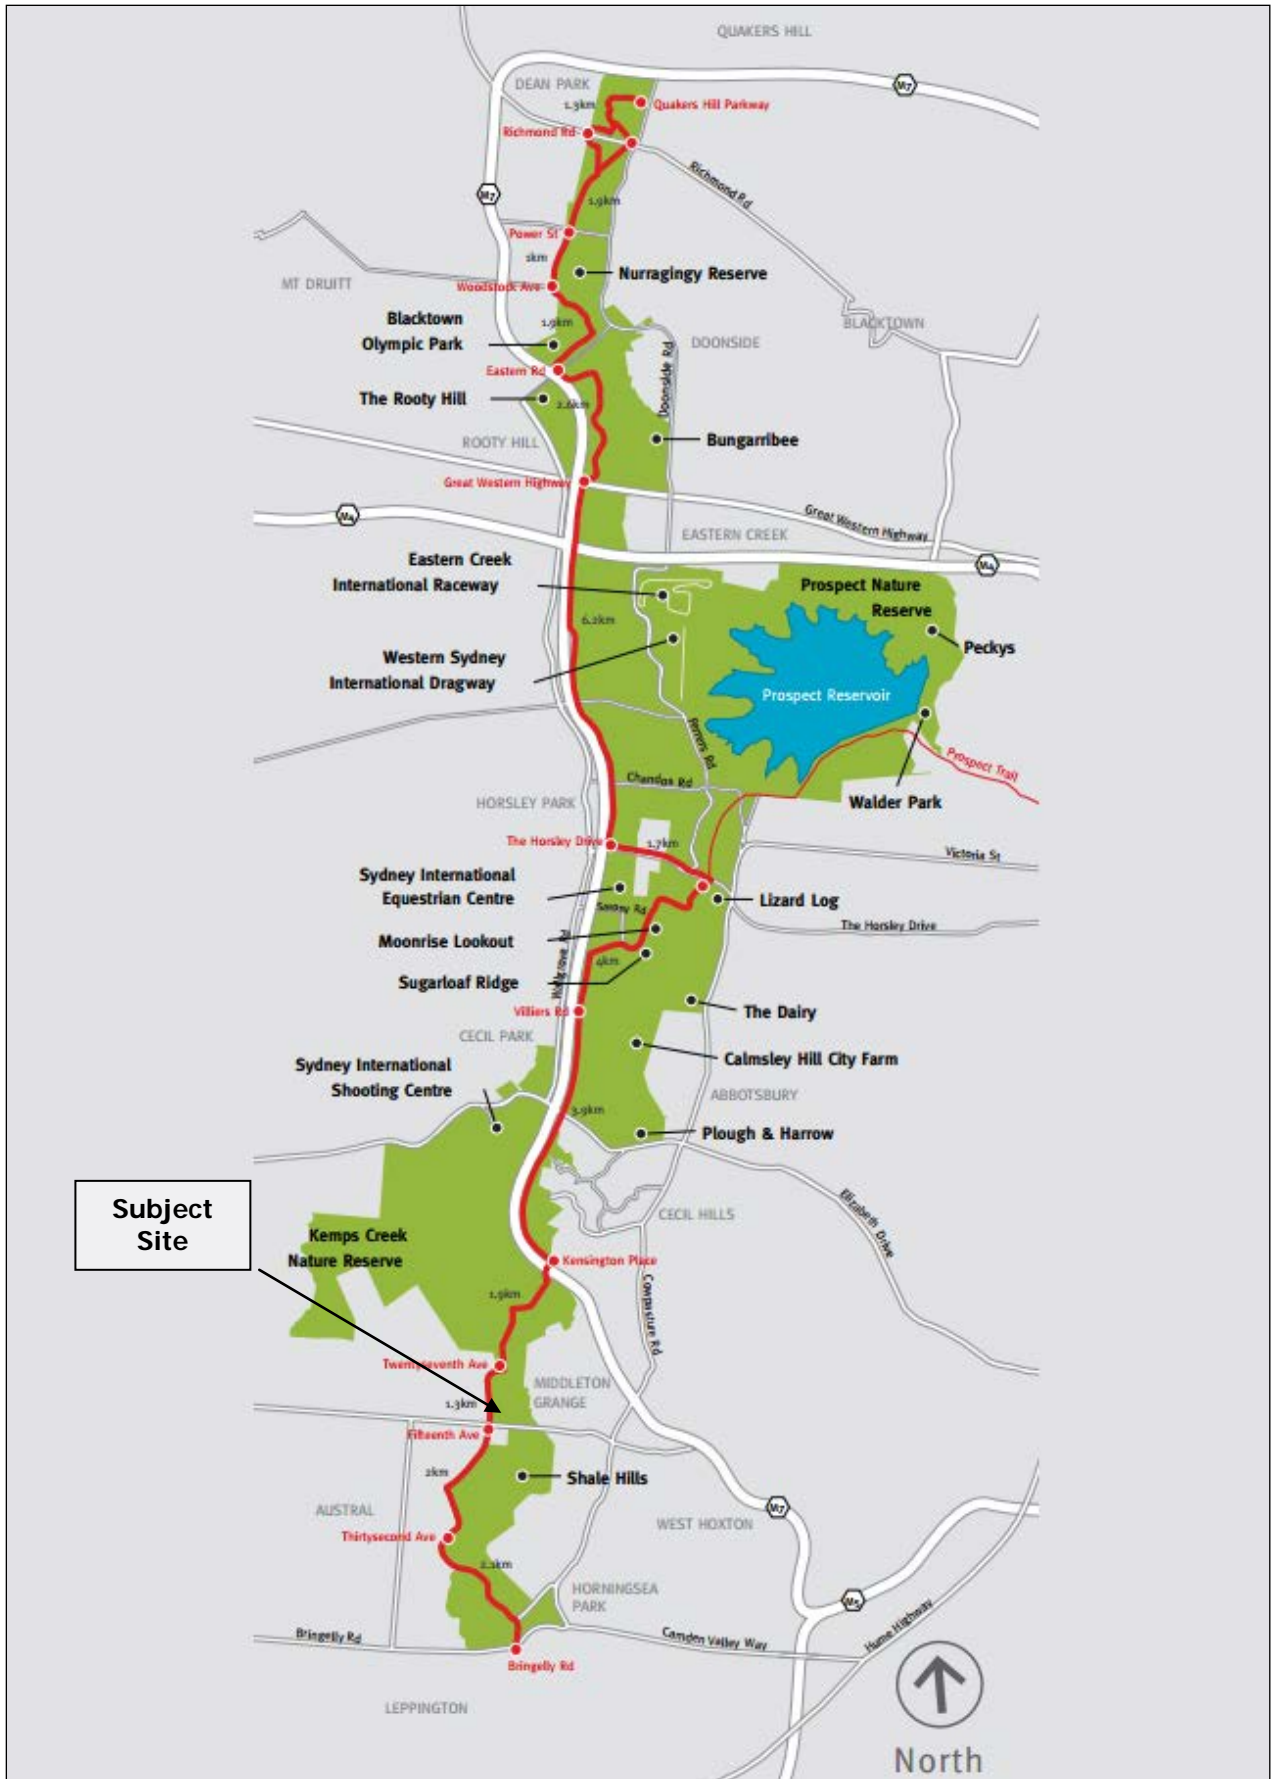 QUAKERS HILL
DEAN PARK
M7
1.3km
Quakers Hill Parkway
Richmond Rd
Richmond Rd
M7
1.9km
Power St
1km
Nurragingy Reserve
MT DRUITT
Woodstock Ave
Blacktown
Olympic Park
1.9km
BLACKTOWN
DOONSIDE
Doonside Rd
Eastern Rd
The Rooty Hill
2.6km
ROOTY HILL
Bungarribee
Great Western Highway
Great Western Highway
M4
EASTERN CREEK
M4
Eastern Creek
International Raceway
Prospect Nature
Reserve
6.2km
Peckys
Western Sydney
International Dragway
Prospect Reservoir
Ferrers Rd
Prospect Trail
Chandos Rd
Walder Park
HORSLEY PARK
The Horsley Drive
1.7km
Victoria St
Sydney International
Equestrian Centre
Saxony Rd
Lizard Log
The Horsley Drive
Moonrise Lookout
Wallgrove Rd
4km
Sugarloaf Ridge
Villiers Rd
The Dairy
CECIL PARK
Calmsley Hill City Farm
Sydney International
Shooting Centre
ABBOTSBURY
3.9km
Plough & Harrow
Elizabeth Drive
Subject
Site
CECIL HILLS
Kemps Creek
Nature Reserve
Kensington Place
1.9km
Cowpasture Rd
Twentyseventh Ave
MIDDLETON
GRANGE
1.3km
Fifteenth Ave
2km
Shale Hills
AUSTRAL
M7
WEST HOXTON
Thirtysecond Ave
2.2km
HORNINGSEA
PARK
M5
Bringelly Rd
Camden Valley Way
Hume Highway
Bringelly Rd
LEPPINGTON
North